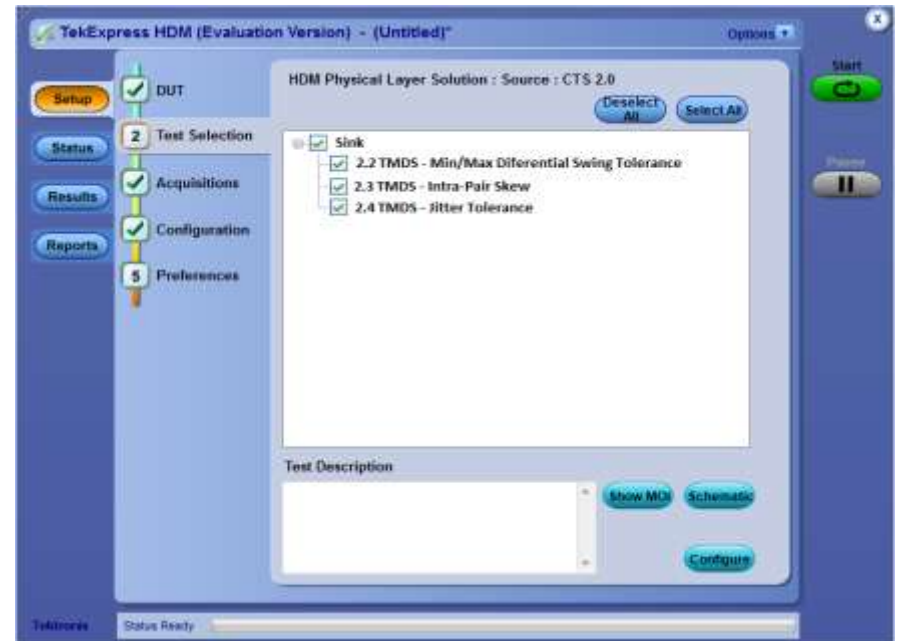 TekExpress HDM (Evaluation Version) - (Untitled)*
Options
x
Start
Setup
DUT
HDM Physical Layer Solution : Source : CTS 2.0
Deselect All
Select All
2 Test Selection
Status
Sink
2.2 TMDS - Min/Max Diferential Swing Tolerance
Pause
Acquisitions
2.3 TMDS - Intra-Pair Skew
Results
2.4 TMDS - Jitter Tolerance
Configuration
Reports
5 Preferences
Test Description
Show MOI
Schematic
Configure
Tektronix
Status Ready